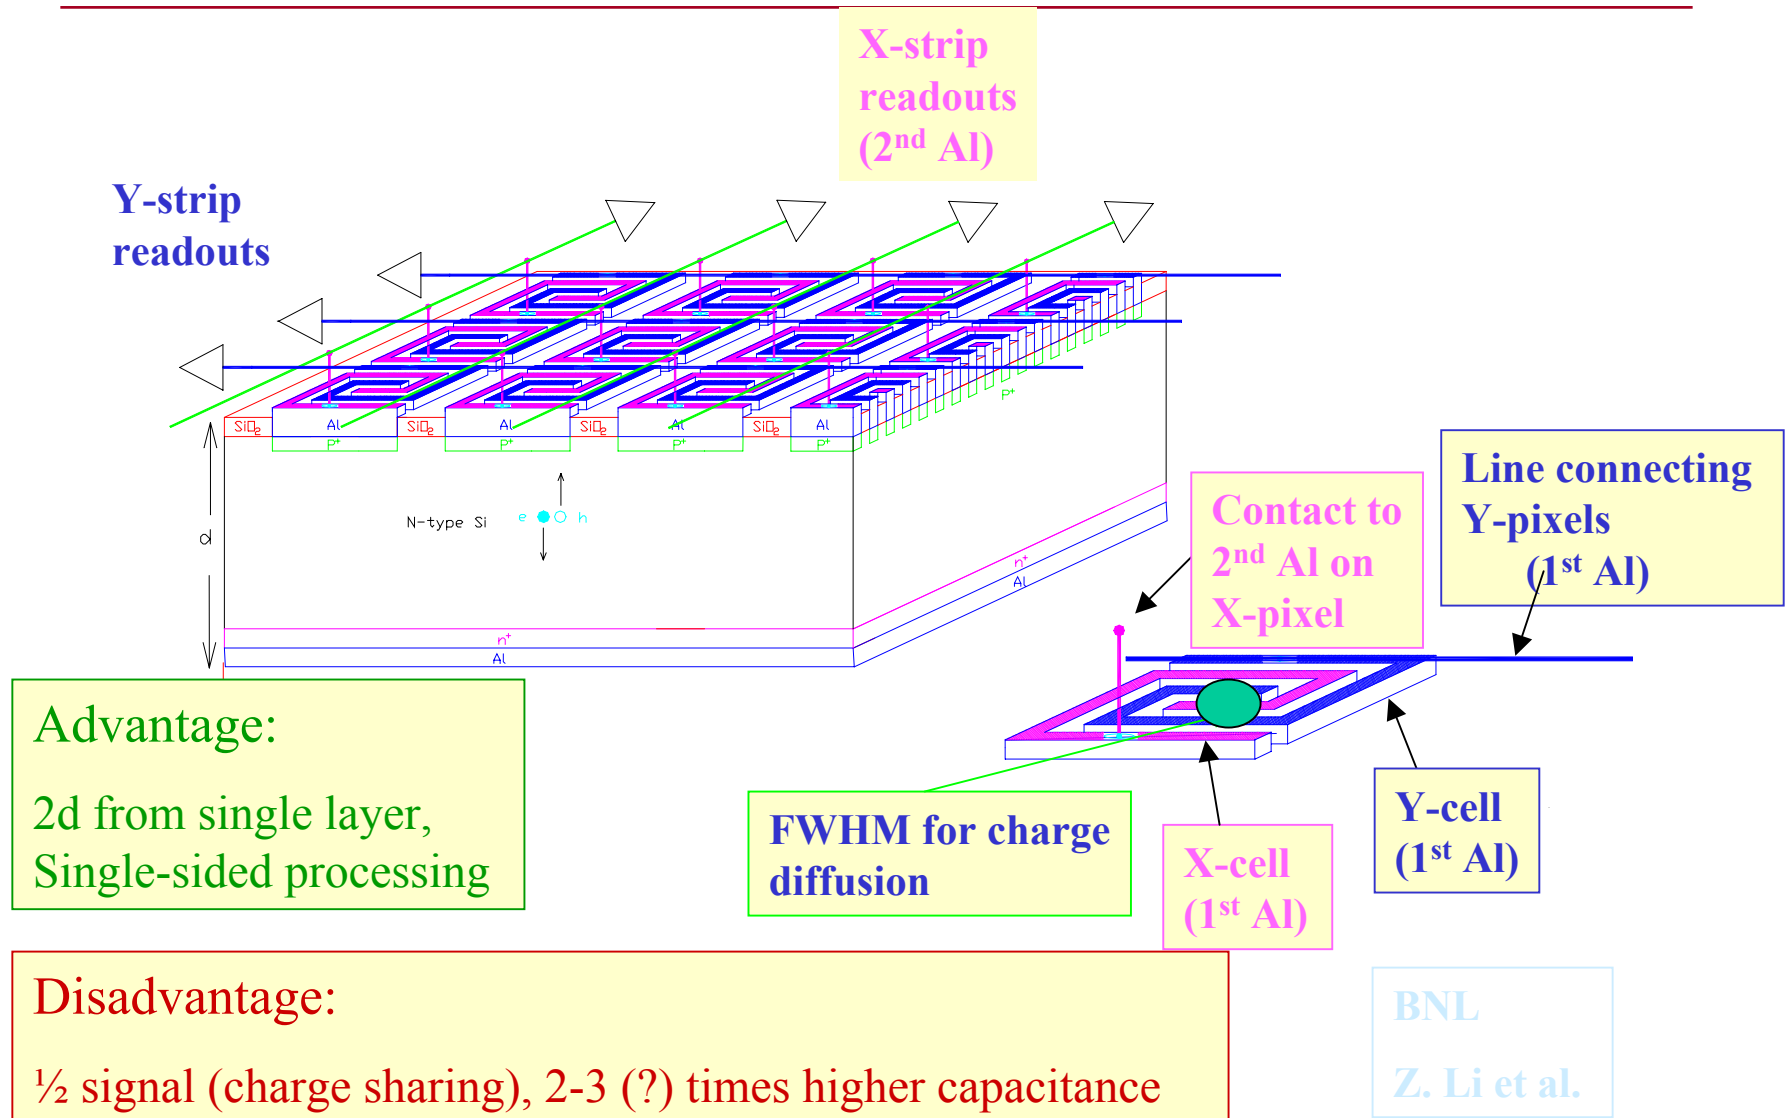 X-strip
readouts
(2nd Al)
Y-strip
readouts
SiO2
Al
SiO2
Al
SiO2
Al
SiO2
Al
P+
P+
P+
P+
P+
N-type Si
e
h
d
n+
Al
n+
Al
Contact to
2nd Al on
X-pixel
Line connecting
Y-pixels
(1st Al)
Advantage:
2d from single layer,
Single-sided processing
FWHM for charge
diffusion
X-cell
(1st Al)
Y-cell
(1st Al)
Disadvantage:
½ signal (charge sharing), 2-3 (?) times higher capacitance
BNL
Z. Li et al.